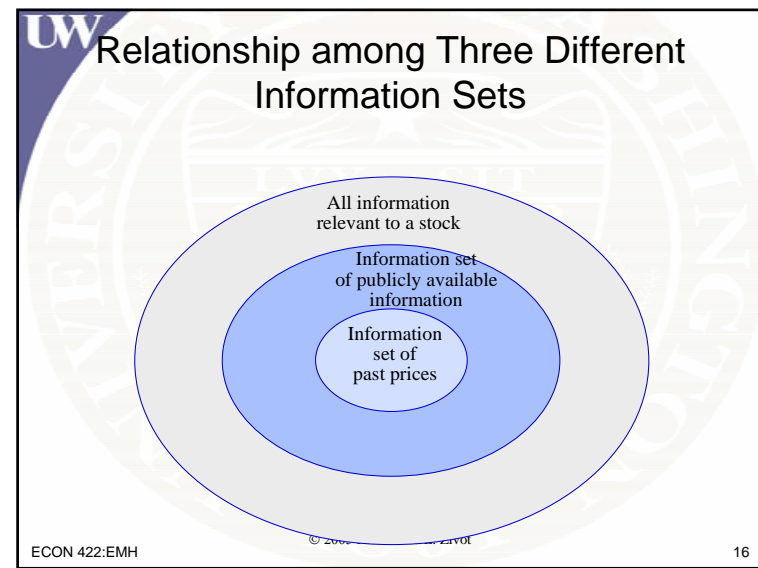 UW
Relationship among Three Different
Information Sets
All information
relevant to a stock
Information set
of publicly available
information
Information
set of
past prices
©
Zivot
ECON 422:EMH
16